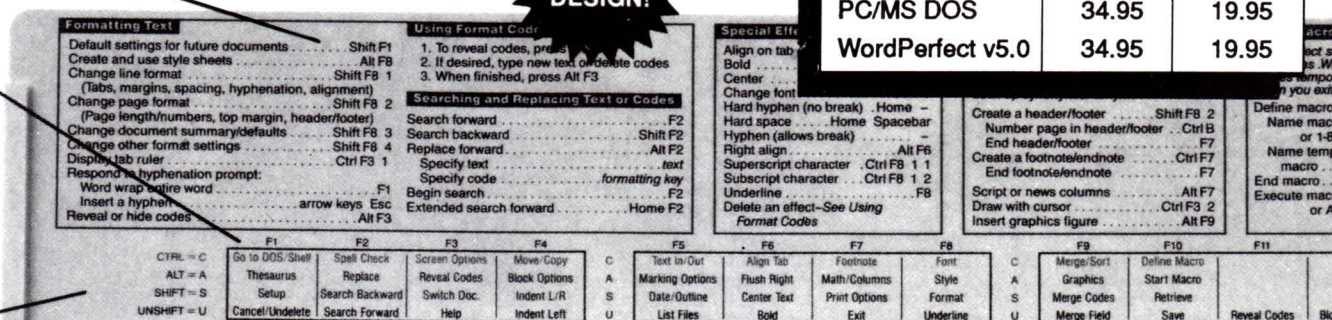 DESIGN!
PC/MS DOS 34.95 19.95
WordPerfect v5.0 34.95 19.95
Formatting Text
Default settings for future documents ........ Shift F1
Create and use style sheets .................... Alt F8
Change line format .................... Shift F8 1
(Tabs, margins, spacing, hyphenation, alignment)
Change page format .................... Shift F8 2
(Page length/numbers, top margin, header/footer)
Change document summary/defaults ...... Shift F8 3
Change other format settings ............ Shift F8 4
Display tab ruler .................... Ctrl F3 1
Respond to hyphenation prompt:
Word wrap entire word .................... F1
Insert a hyphen .................... arrow keys Esc
Reveal or hide codes .................... Alt F3
Using Format
1. To reveal codes,
2. If desired, type new text or delete codes
3. When finished, press Alt F3
Searching and Replacing Text or Codes
Search forward .................... F2
Search backward .................... Shift F2
Replace forward .................... Alt F2
Specify text .................... text
Specify code .................... formatting key
Begin search .................... F2
Extended search forward .................... Home F2
Special
Align on tab
Bold
Center
Change font
Hard hyphen (no break) . Home –
Hard space ...... Home Spacebar
Hyphen (allows break) –
Right align .................... Alt F6
Superscript character .. Ctrl F8 1 1
Subscript character ... Ctrl F8 1 2
Underline .................... F8
Delete an effect–See Using
Format Codes
Create a header/footer ...... Shift F8 2
Number page in header/footer .. Ctrl B
End header/footer .................... F7
Create a footnote/endnote ...... Ctrl F7
End footnote/endnote .................... F7
Script or news columns ........ Alt F7
Draw with cursor ............ Ctrl F3 2
Insert graphics figure .......... Alt F9
you
Define macro
Name
or
Name
macro
End macro
Execute
or
F1 F2 F3 F4 F5 F6 F7 F8 F9 F10 F11
CTRL = C Go to DOS/Shell Spell Check Screen Options Move/Copy C Text In/Out Align Tab Footnote Font C Merge/Sort Define Macro
ALT = A Thesaurus Replace Reveal Codes Block Options A Marking Options Flush Right Math/Columns Style A Graphics Start Macro
SHIFT = S Setup Search Backward Switch Doc. Indent L/R S Date/Outline Center Text Print Options Format S Merge Codes Retrieve
UNSHIFT = U Cancel/Undelete Search Forward Help Indent Left U List Files Bold Exit Underline U Merge Field Save Reveal Codes